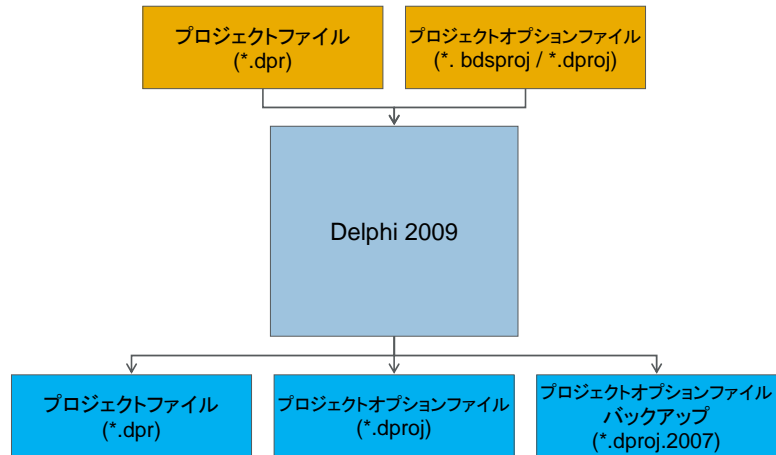 プロジェクトファイル
(*.dpr)
プロジェクトオプションファイル
(*. bdsproj / *.dproj)
Delphi 2009
プロジェクトファイル
(*.dpr)
プロジェクトオプションファイル
(*.dproj)
プロジェクトオプションファイル
バックアップ
(*.dproj.2007)